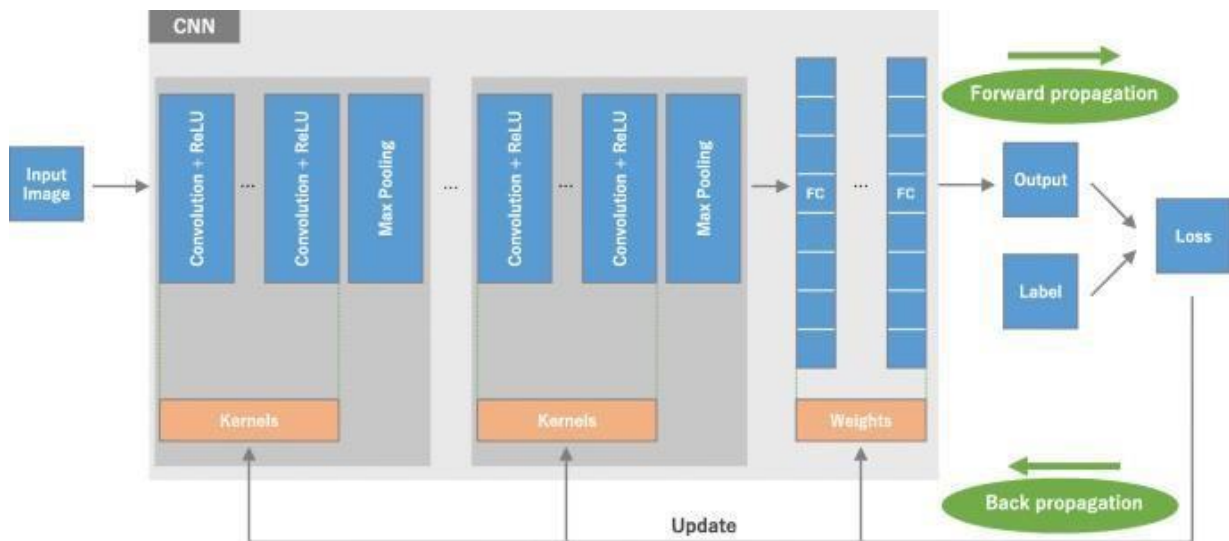 CNN
Forward propagation
Input
Image
Convolution + ReLU
...
Convolution + ReLU
Max Pooling
...
Convolution + ReLU
...
Convolution + ReLU
Max Pooling
FC
...
FC
Output
Label
Loss
Kernels
Kernels
Weights
Back propagation
Update